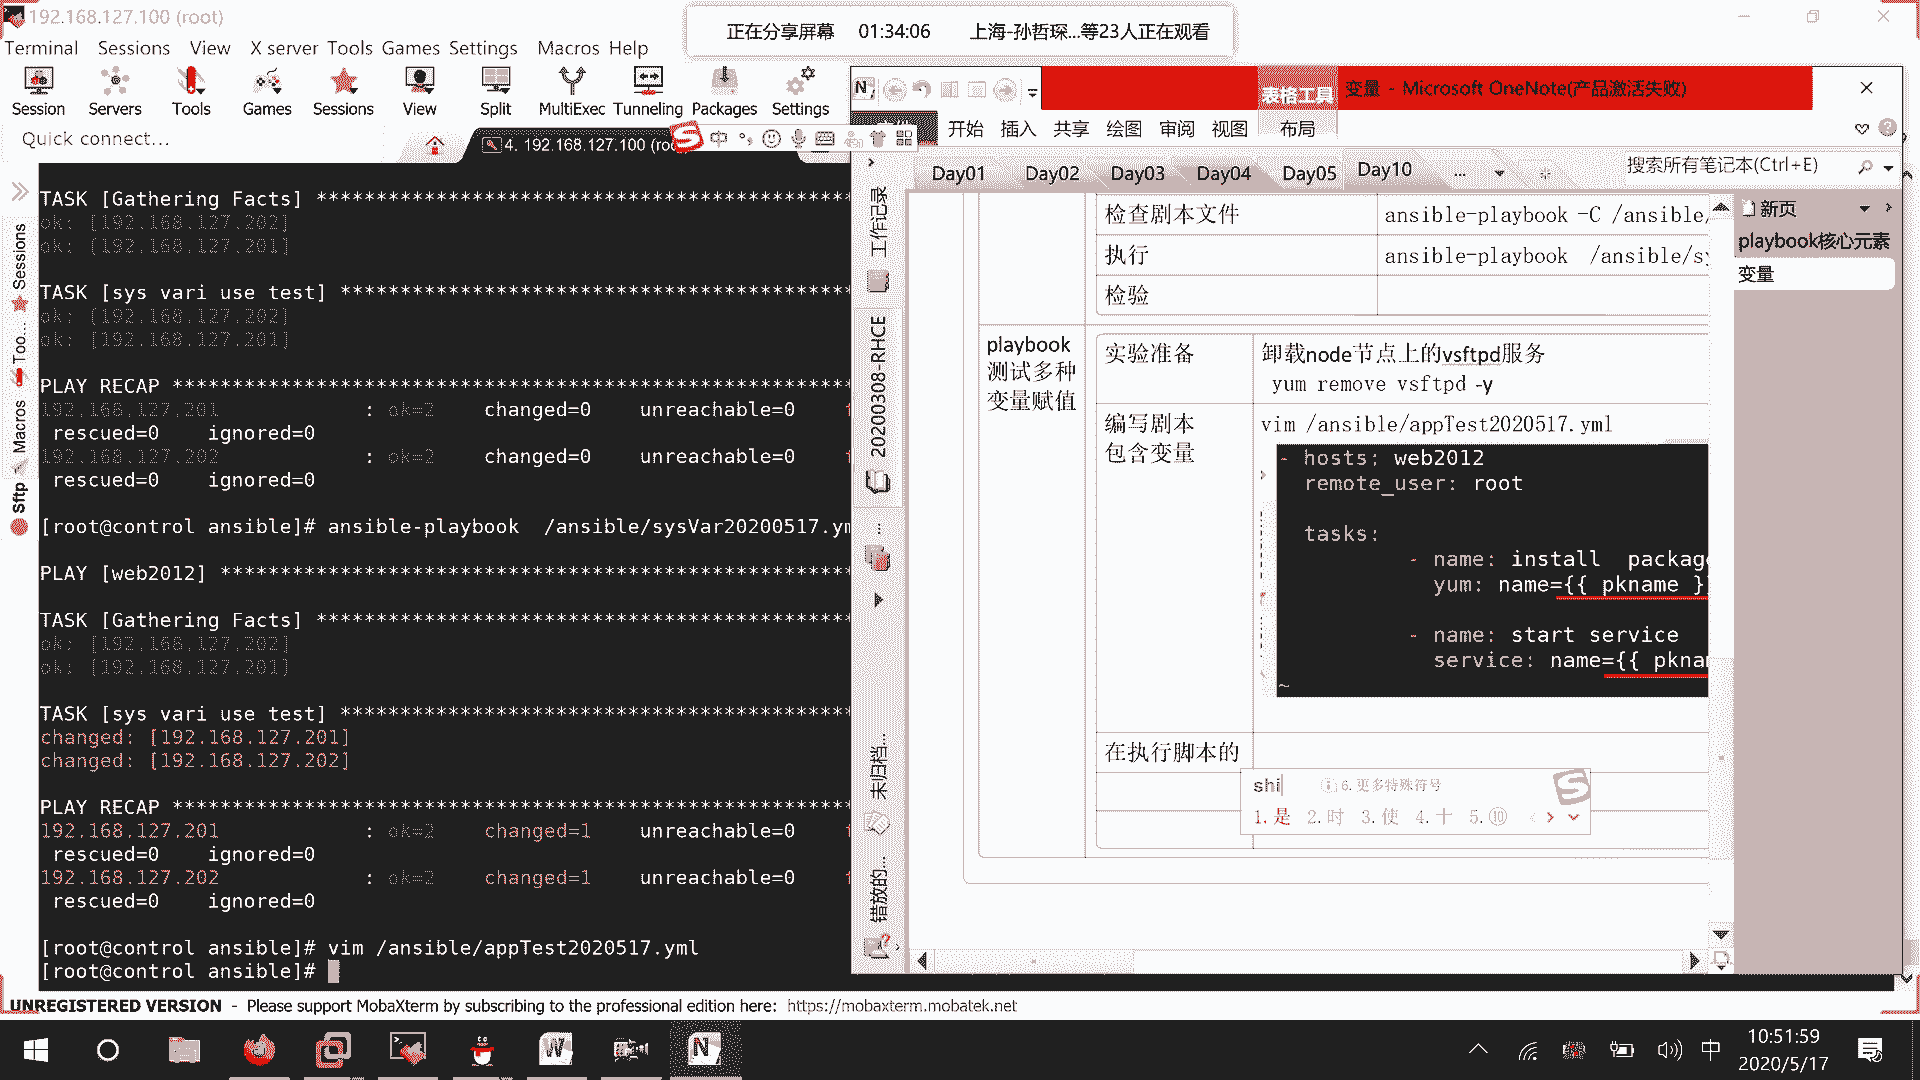 192.168.127.100 (root)
正在分享屏幕 01:34:06 上海-孙哲琛...等23人正在观看
Terminal Sessions View X server Tools Games Settings Macros Help
Session Servers Tools Games Sessions View Split MultiExec Tunneling Packages Settings
Quick connect...
4. 192.168.127.100 (ro
中
Sessions
Too...
Macros
Sftp
TASK [Gathering Facts] ********************************************
ok: [192.168.127.202]
ok: [192.168.127.201]
TASK [sys vari use test] ******************************************
ok: [192.168.127.202]
ok: [192.168.127.201]
PLAY RECAP ********************************************************
192.168.127.201 : ok=2 changed=0 unreachable=0
rescued=0 ignored=0
192.168.127.202 : ok=2 changed=0 unreachable=0
rescued=0 ignored=0
[root@control ansible]# ansible-playbook /ansible/sysVar20200517.ym
PLAY [web2012] ****************************************************
TASK [Gathering Facts] ********************************************
ok: [192.168.127.202]
ok: [192.168.127.201]
TASK [sys vari use test] ******************************************
changed: [192.168.127.201]
changed: [192.168.127.202]
PLAY RECAP ********************************************************
192.168.127.201 : ok=2 changed=1 unreachable=0
rescued=0 ignored=0
192.168.127.202 : ok=2 changed=1 unreachable=0
rescued=0 ignored=0
[root@control ansible]# vim /ansible/appTest2020517.yml
[root@control ansible]#
表格工具
变量 - Microsoft OneNote(产品激活失败)
开始 插入 共享 绘图 审阅 视图 布局
Day01 Day02 Day03 Day04 Day05 Day10 ...
搜索所有笔记本(Ctrl+E)
工作记录
20200308-RHCE
...
未归档...
错放的...
新页
playbook核心元素
变量
检查剧本文件 ansible-playbook -C /ansible/
执行 ansible-playbook /ansible/sy
检验
playbook
测试多种
变量赋值
实验准备 卸载node节点上的vsftpd服务
yum remove vsftpd -y
编写剧本
包含变量
vim /ansible/appTest2020517.yml
- hosts: web2012
remote_user: root
tasks:
- name: install packag
yum: name={{ pkname }
- name: start service
service: name={{ pkna
~
在执行脚本的
shi 6.更多特殊符号
1.是 2.时 3.使 4.十 5.⑩
UNREGISTERED VERSION - Please support MobaXterm by subscribing to the professional edition here: https://mobaxterm.mobatek.net
中
10:51:59
2020/5/17